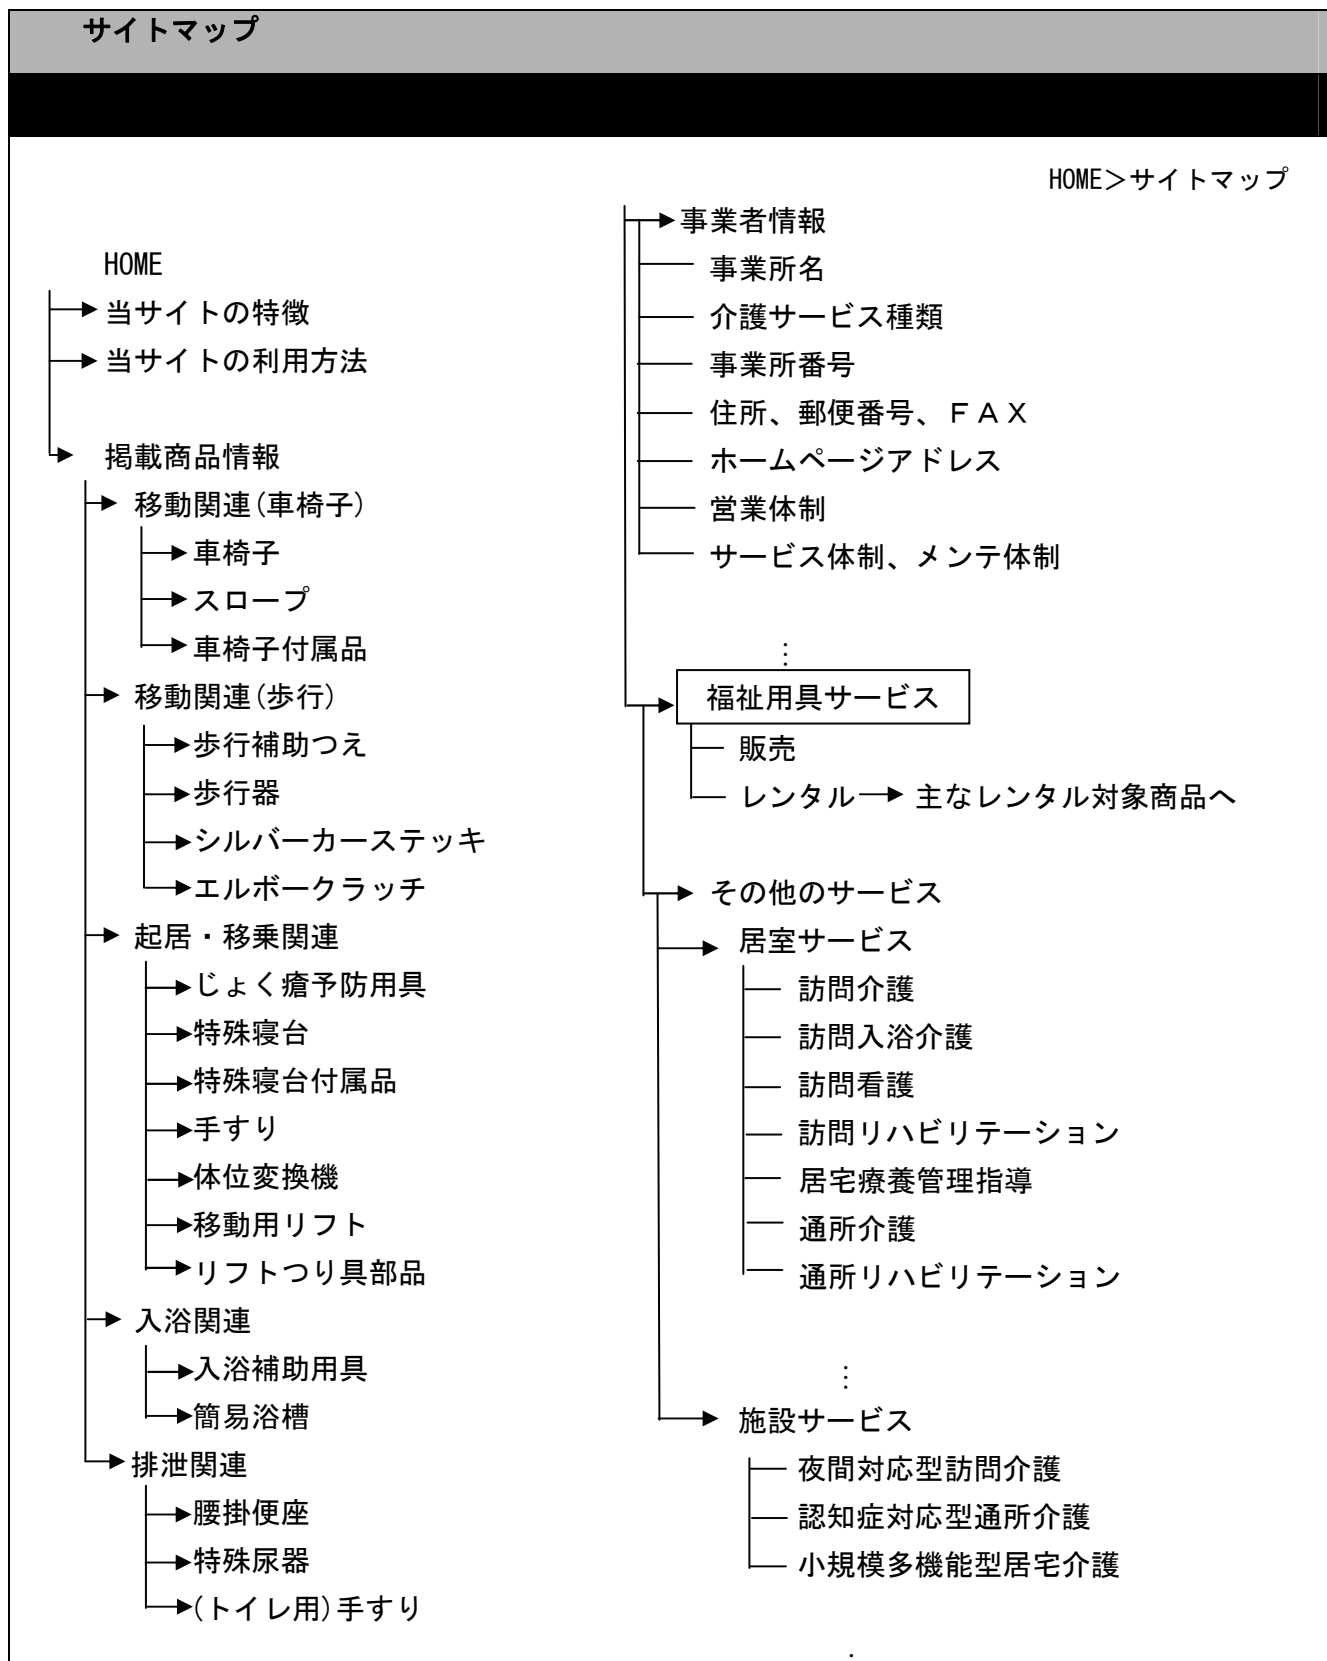 サイトマップ
HOME＞サイトマップ
HOME
当サイトの特徴
当サイトの利用方法
掲載商品情報
移動関連(車椅子)
車椅子
スロープ
車椅子付属品
移動関連(歩行)
歩行補助つえ
歩行器
シルバーカーステッキ
エルボークラッチ
起居・移乗関連
じょく瘡予防用具
特殊寝台
特殊寝台付属品
手すり
体位変換機
移動用リフト
リフトつり具部品
入浴関連
入浴補助用具
簡易浴槽
排泄関連
腰掛便座
特殊尿器
(トイレ用)手すり
事業者情報
事業所名
介護サービス種類
事業所番号
住所、郵便番号、ＦＡＸ
ホームページアドレス
営業体制
サービス体制、メンテ体制
⋮
福祉用具サービス
販売
レンタル→主なレンタル対象商品へ
その他のサービス
居室サービス
訪問介護
訪問入浴介護
訪問看護
訪問リハビリテーション
居宅療養管理指導
通所介護
通所リハビリテーション
⋮
施設サービス
夜間対応型訪問介護
認知症対応型通所介護
小規模多機能型居宅介護